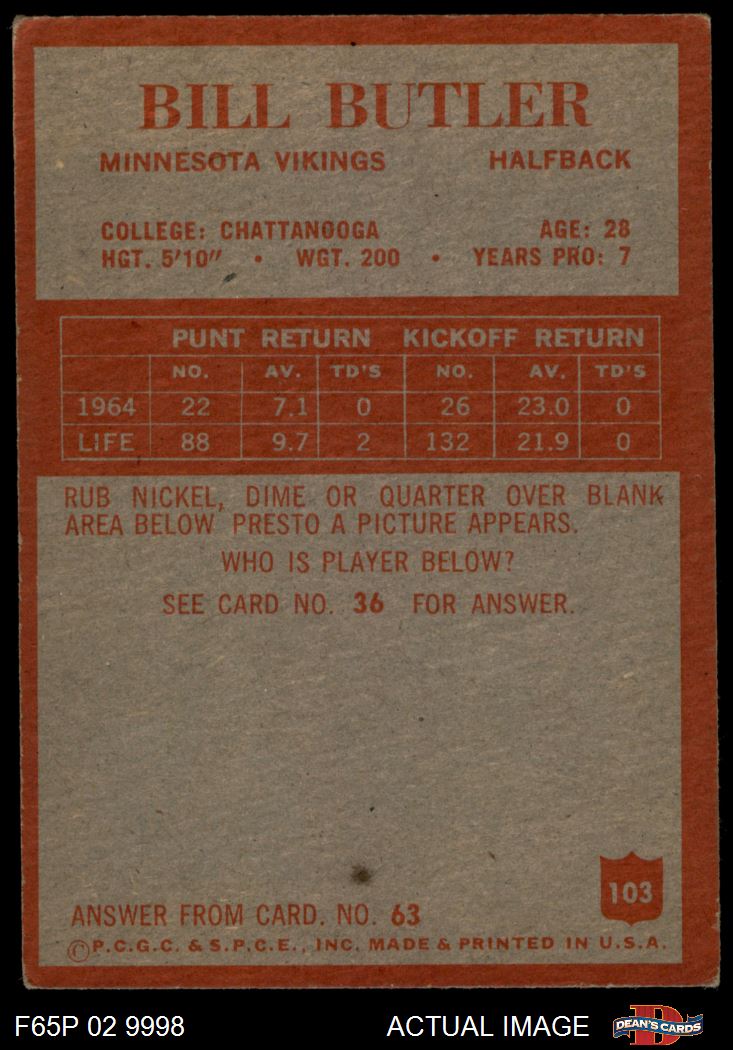 BILL BUTLER
MINNESOTA VIKINGS HALFBACK
COLLEGE: CHATTANOOGA AGE: 28
HGT. 5'10" • WGT. 200 • YEARS PRO: 7
PUNT RETURN KICKOFF RETURN
NO. AV. TD'S NO. AV. TD'S
1964 22 7.1 0 26 23.0 0
LIFE 88 9.7 2 132 21.9 0
RUB NICKEL, DIME OR QUARTER OVER BLANK
AREA BELOW PRESTO A PICTURE APPEARS.
WHO IS PLAYER BELOW?
SEE CARD NO. 36 FOR ANSWER.
103
ANSWER FROM CARD. NO. 63
©P.C.G.C. & S.P.C.E., INC. MADE & PRINTED IN U.S.A.
F65P 02 9998 ACTUAL IMAGE D DEAN'S CARDS